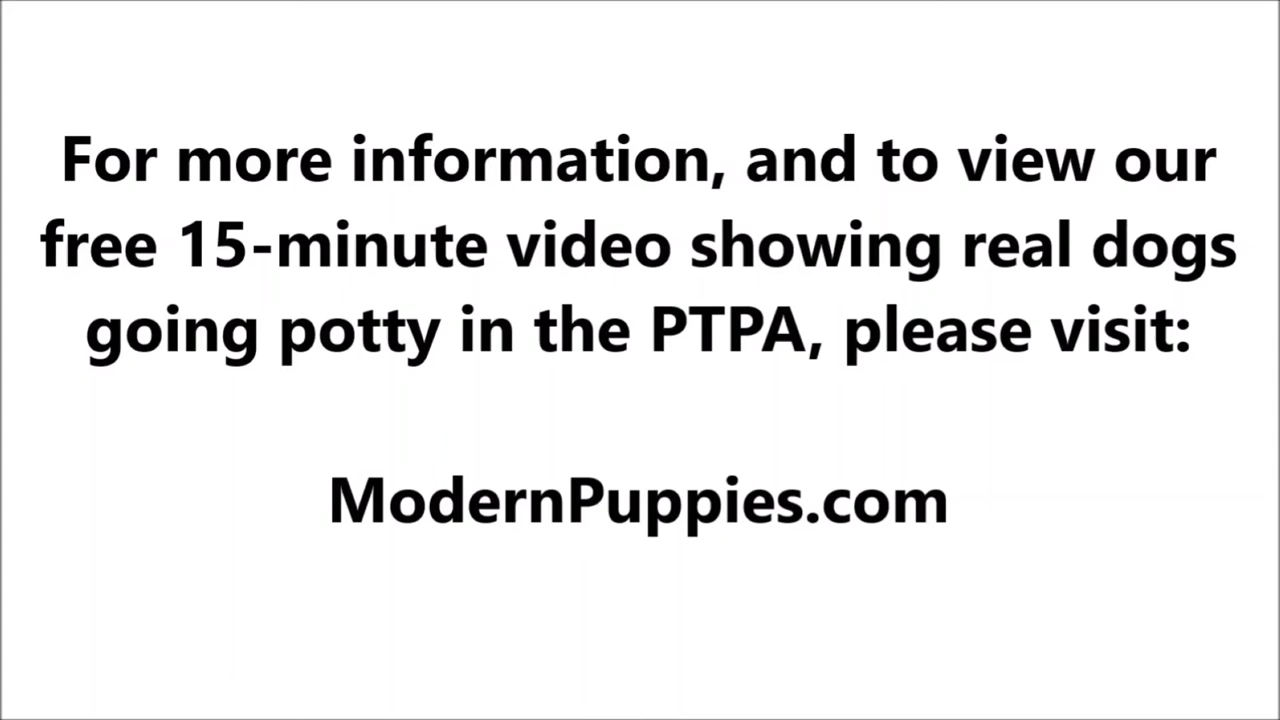 For more information, and to view our
free 15-minute video showing real dogs
going potty in the PTPA, please visit:
ModernPuppies.com